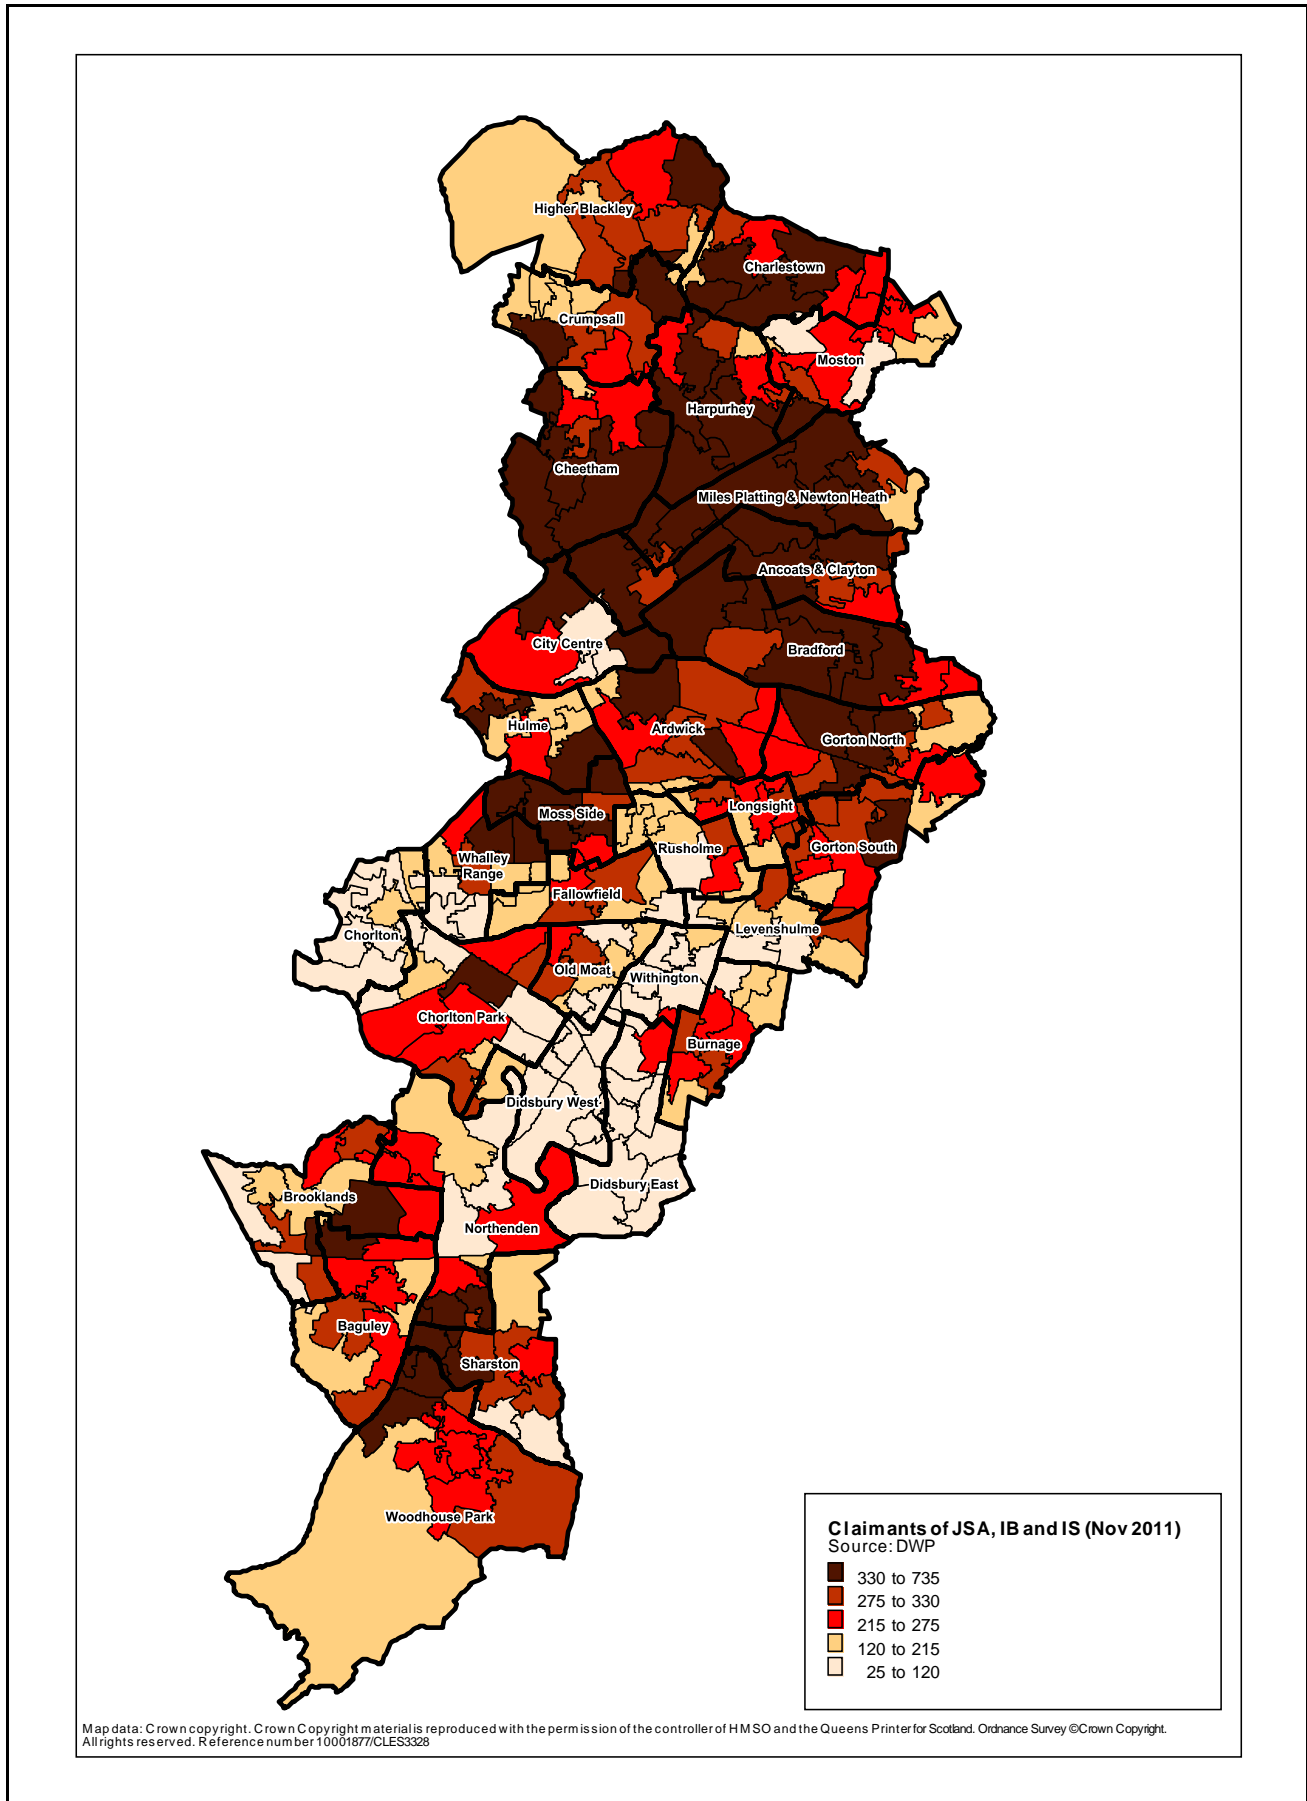 Higher Blackley
Charlestown
Crumpsall
Moston
Harpurhey
Cheetham
Miles Platting & Newton Heath
Ancoats & Clayton
City Centre
Bradford
Hulme
Ardwick
Gorton North
Moss Side
Longsight
Rusholme
Gorton South
Whalley
Range
Fallowfield
Chorlton
Levenshulme
Old Moat
Withington
Chorlton Park
Burnage
Didsbury West
Didsbury East
Brooklands
Northenden
Baguley
Sharston
Woodhouse Park
Claimants of JSA, IB and IS (Nov 2011)
Source: DWP
330 to 735
275 to 330
215 to 275
120 to 215
25 to 120
Map data: Crown copyright. Crown Copyright material is reproduced with the permission of the controller of HMSO and the Queens Printer for Scotland. Ordnance Survey © Crown Copyright.
All rights reserved. Reference number 10001877/CLES3328